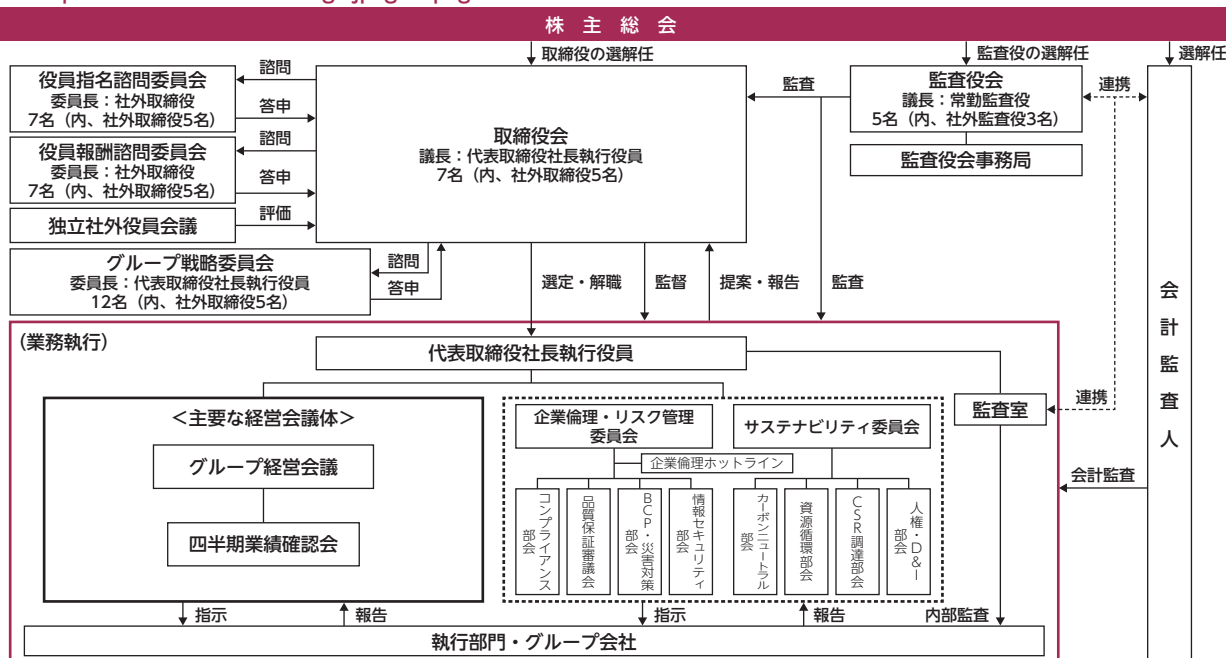 株主総会
取締役の選解任
監査役の選解任
選解任
役員指名諮問委員会
委員長：社外取締役
7名（内、社外取締役5名）
諮問
答申
役員報酬諮問委員会
委員長：社外取締役
7名（内、社外取締役5名）
諮問
答申
独立社外役員会議
評価
グループ戦略委員会
委員長：代表取締役社長執行役員
12名（内、社外取締役5名）
諮問
答申
取締役会
議長：代表取締役社長執行役員
7名（内、社外取締役5名）
監査
監査役会
議長：常勤監査役
5名（内、社外監査役3名）
監査役会事務局
連携
選定・解職
監督
提案・報告
監査
会計監査人
（業務執行）
代表取締役社長執行役員
＜主要な経営会議体＞
グループ経営会議
四半期業績確認会
企業倫理・リスク管理
委員会
サステナビリティ委員会
企業倫理ホットライン
コンプライアンス
部会
品質保証審議会
BCP・災害対策
部会
情報セキュリティ
部会
カーボンニュートラル
部会
資源循環部会
CSR調達部会
人権・D&I
部会
監査室
連携
会計監査
指示
報告
指示
報告
内部監査
執行部門・グループ会社